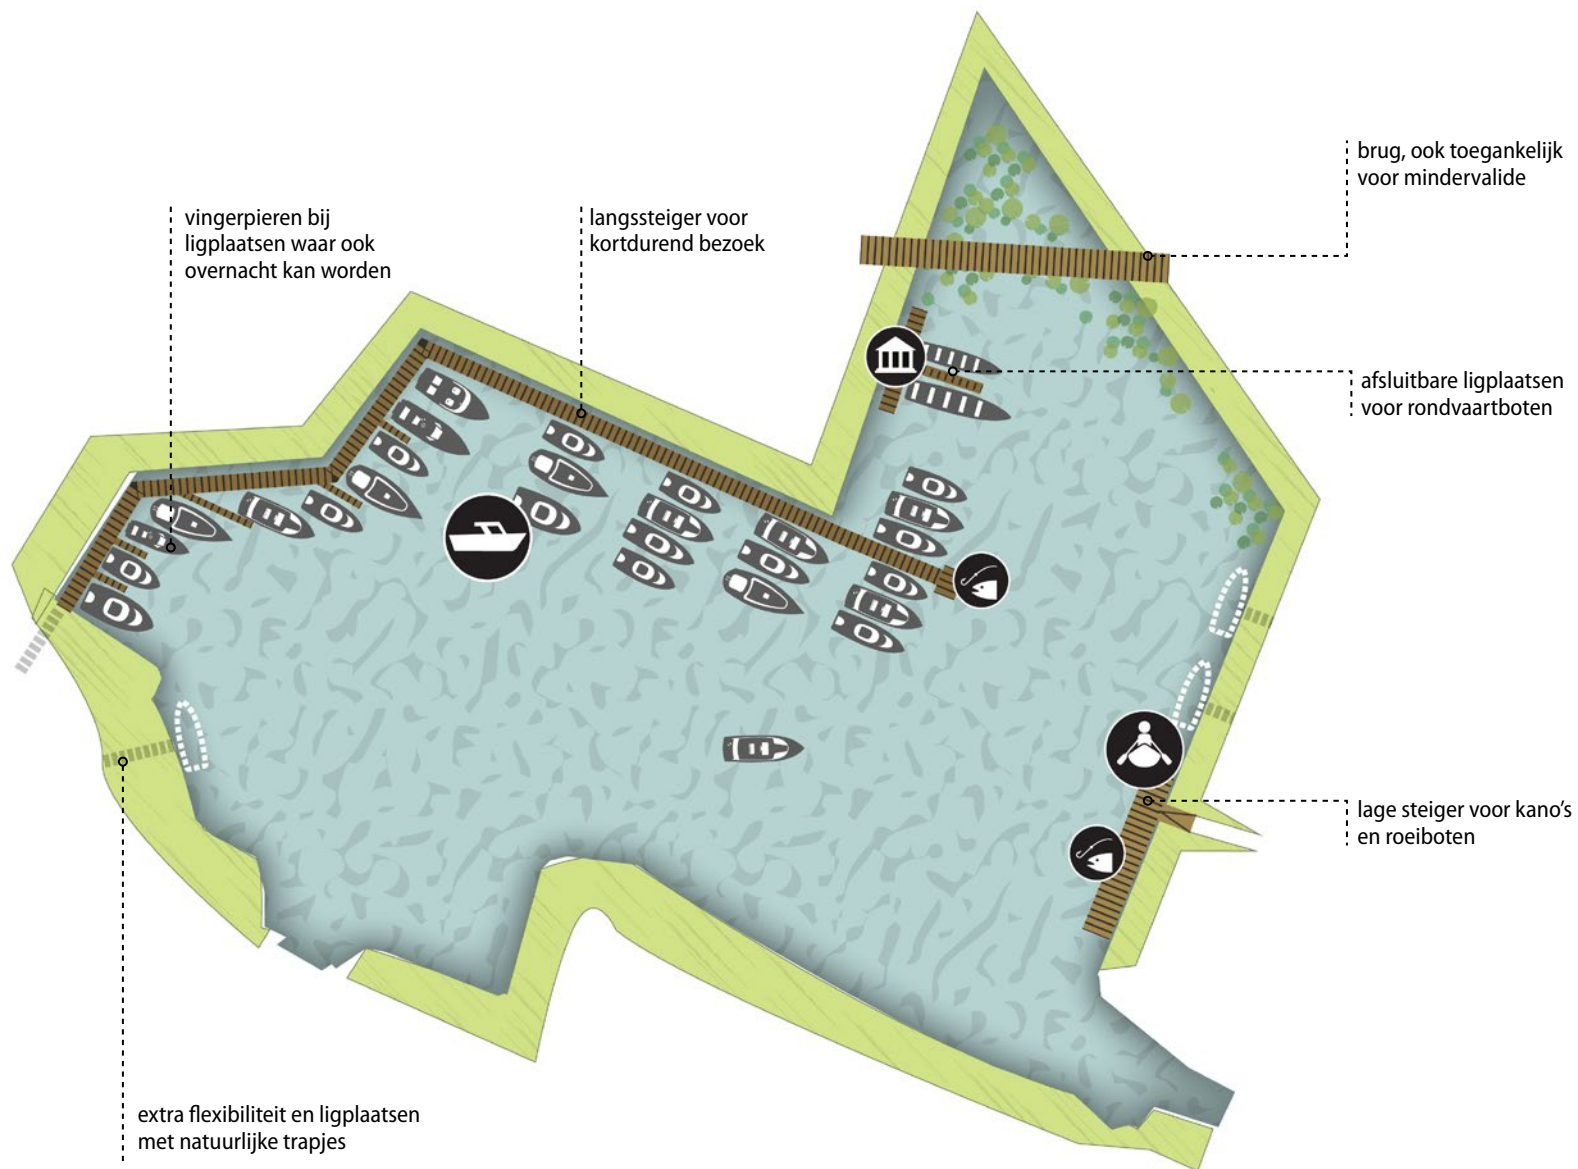 brug, ook toegankelijk
voor mindervalide
vingerpieren bij
ligplaatsen waar ook
overnacht kan worden
langssteiger voor
kortdurend bezoek
afsluitbare ligplaatsen
voor rondvaartboten
lage steiger voor kano’s
en roeiboten
extra flexibiliteit en ligplaatsen
met natuurlijke trapjes